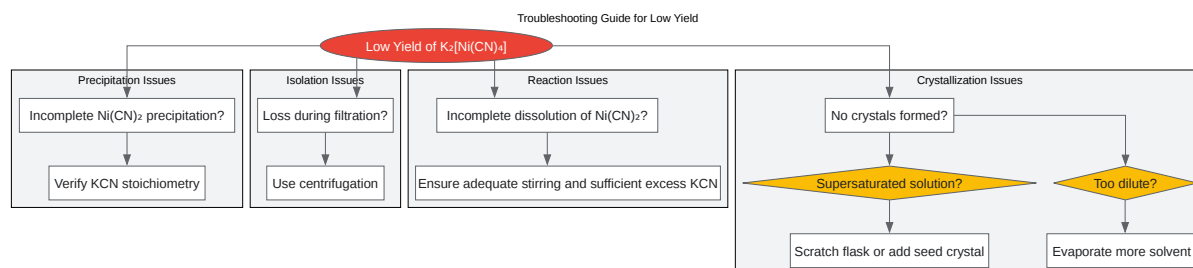 Troubleshooting Guide for Low Yield
Low Yield of K₂[Ni(CN)₄]
Precipitation Issues
Incomplete Ni(CN)₂ precipitation?
Verify KCN stoichiometry
Isolation Issues
Loss during filtration?
Use centrifugation
Reaction Issues
Incomplete dissolution of Ni(CN)₂?
Ensure adequate stirring and sufficient excess KCN
Crystallization Issues
No crystals formed?
Supersaturated solution?
Too dilute?
Scratch flask or add seed crystal
Evaporate more solvent